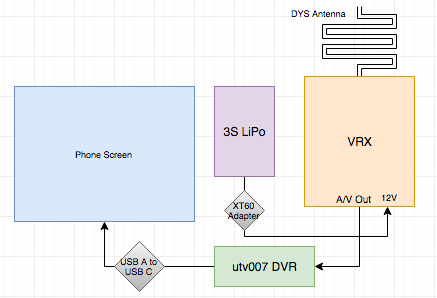 DYS Antenna
Phone Screen
3S LiPo
VRX
XT60
Adapter
A/V Out
12V
USB A to
USB C
utv007 DVR